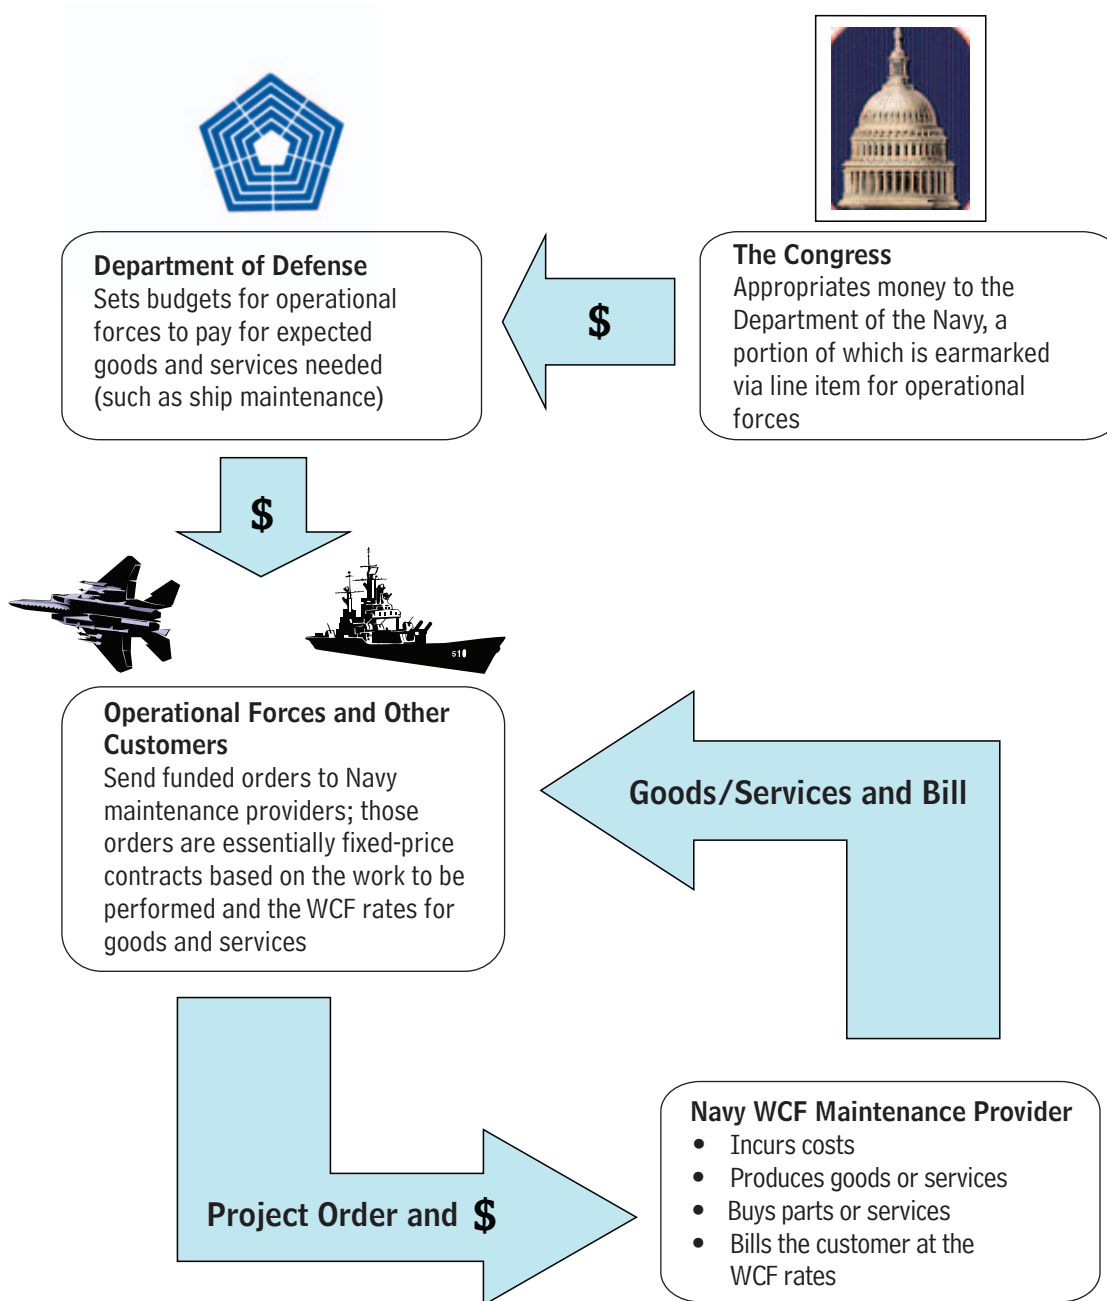 Department of Defense
Sets budgets for operational
forces to pay for expected
goods and services needed
(such as ship maintenance)
$
The Congress
Appropriates money to the
Department of the Navy, a
portion of which is earmarked
via line item for operational
forces
$
510
Operational Forces and Other
Customers
Send funded orders to Navy
maintenance providers; those
orders are essentially fixed-price
contracts based on the work to be
performed and the WCF rates for
goods and services
Goods/Services and Bill
Project Order and $
Navy WCF Maintenance Provider
• Incurs costs
• Produces goods or services
• Buys parts or services
• Bills the customer at the
WCF rates